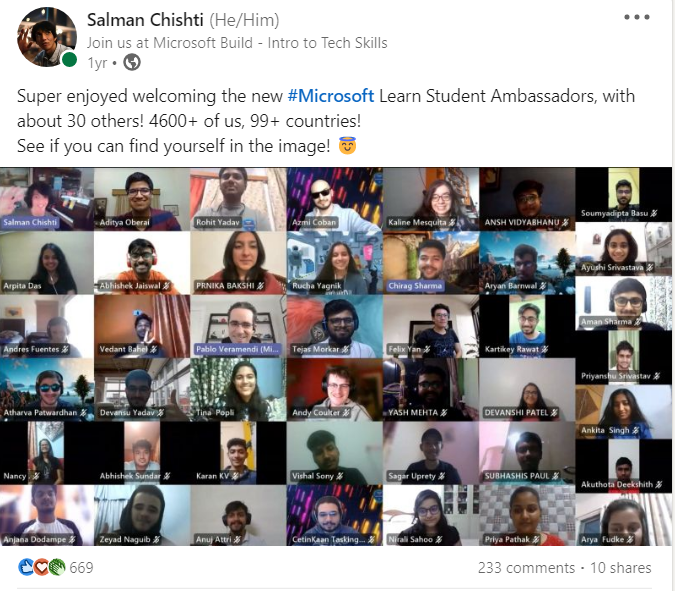 Salman Chishti (He/Him)
Join us at Microsoft Build - Intro to Tech Skills
1yr •
Super enjoyed welcoming the new #Microsoft Learn Student Ambassadors, with
about 30 others! 4600+ of us, 99+ countries!
See if you can find yourself in the image! 😇
Salman Chishti
Aditya Oberai
Rohit Yadav
Azmi Coban
Kaline Mesquita
ANSH VIDYABHANU
Soumyadipta Basu
Arpita Das
Abhishek Jaiswal
PRNIKA BAKSHI
Rucha Yagnik
Chirag Sharma
Aryan Barnwal
Ayushi Srivastava
Andres Fuentes
Vedant Bahel
Pablo Veramendi (Mi...
Tejas Morkar
Felix Yan
Kartikey Rawat
Aman Sharma
Priyanshu Srivastav
Atharva Patwardhan
Devansu Yadav
Tina Popli
Andy Coulter
YASH MEHTA
DEVANSHI PATEL
Ankita Singh
Nancy
Abhishek Sundar
Karan KV
Vishal Sony
Sagar Uprety
SUBHASHIS PAUL
Akuthota Deekshith
Anjana Dodampe
Zeyad Naguib
Anuj Attri
CetinKaan Tasking...
Nirali Sahoo
Priya Pathak
Arya Fudke
669
233 comments • 10 shares